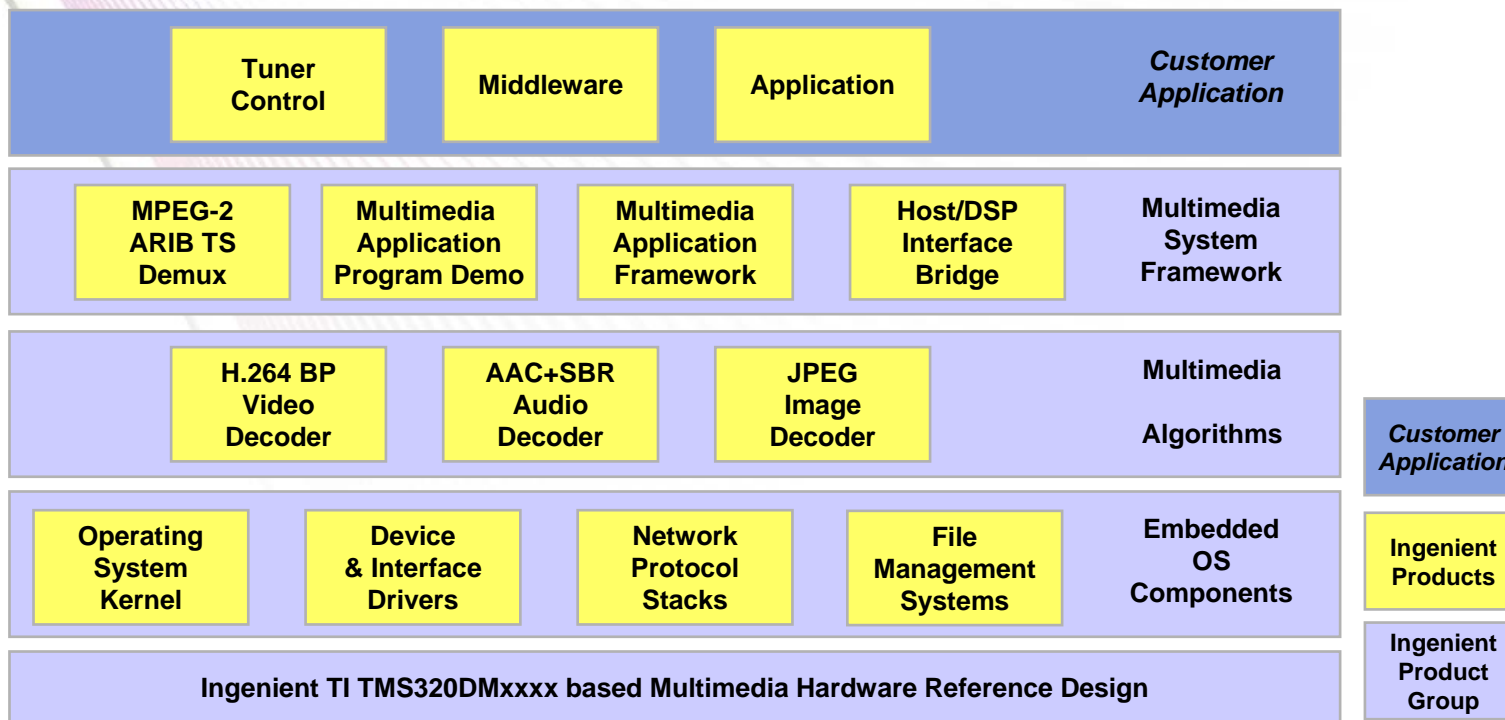 Tuner
Control
Middleware
Application
Customer
Application
MPEG-2
ARIB TS
Demux
Multimedia
Application
Program Demo
Multimedia
Application
Framework
Host/DSP
Interface
Bridge
Multimedia
System
Framework
H.264 BP
Video
Decoder
AAC+SBR
Audio
Decoder
JPEG
Image
Decoder
Multimedia
Algorithms
Operating
System
Kernel
Device
& Interface
Drivers
Network
Protocol
Stacks
File
Management
Systems
Embedded
OS
Components
Ingenient TI TMS320DMxxxx based Multimedia Hardware Reference Design
Customer
Application
Ingenient
Products
Ingenient
Product
Group